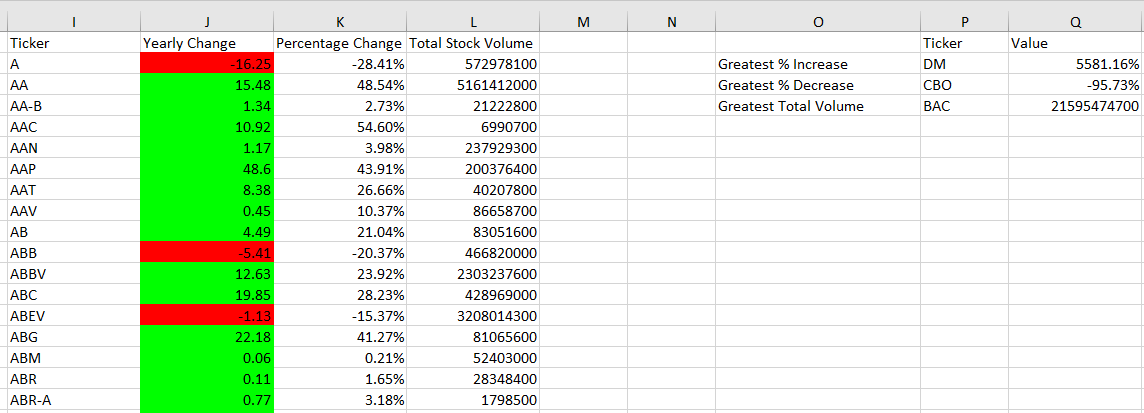 I J K L M N O P Q
Ticker Yearly Change Percentage Change Total Stock Volume Ticker Value
A -16.25 -28.41% 572978100 Greatest % Increase DM 5581.16%
AA 15.48 48.54% 5161412000 Greatest % Decrease CBO -95.73%
AA-B 1.34 2.73% 21222800 Greatest Total Volume BAC 21595474700
AAC 10.92 54.60% 6990700
AAN 1.17 3.98% 237929300
AAP 48.6 43.91% 200376400
AAT 8.38 26.66% 40207800
AAV 0.45 10.37% 86658700
AB 4.49 21.04% 83051600
ABB -5.41 -20.37% 466820000
ABBV 12.63 23.92% 2303237600
ABC 19.85 28.23% 428969000
ABEV -1.13 -15.37% 3208014300
ABG 22.18 41.27% 81065600
ABM 0.06 0.21% 52403000
ABR 0.11 1.65% 28348400
ABR-A 0.77 3.18% 1798500